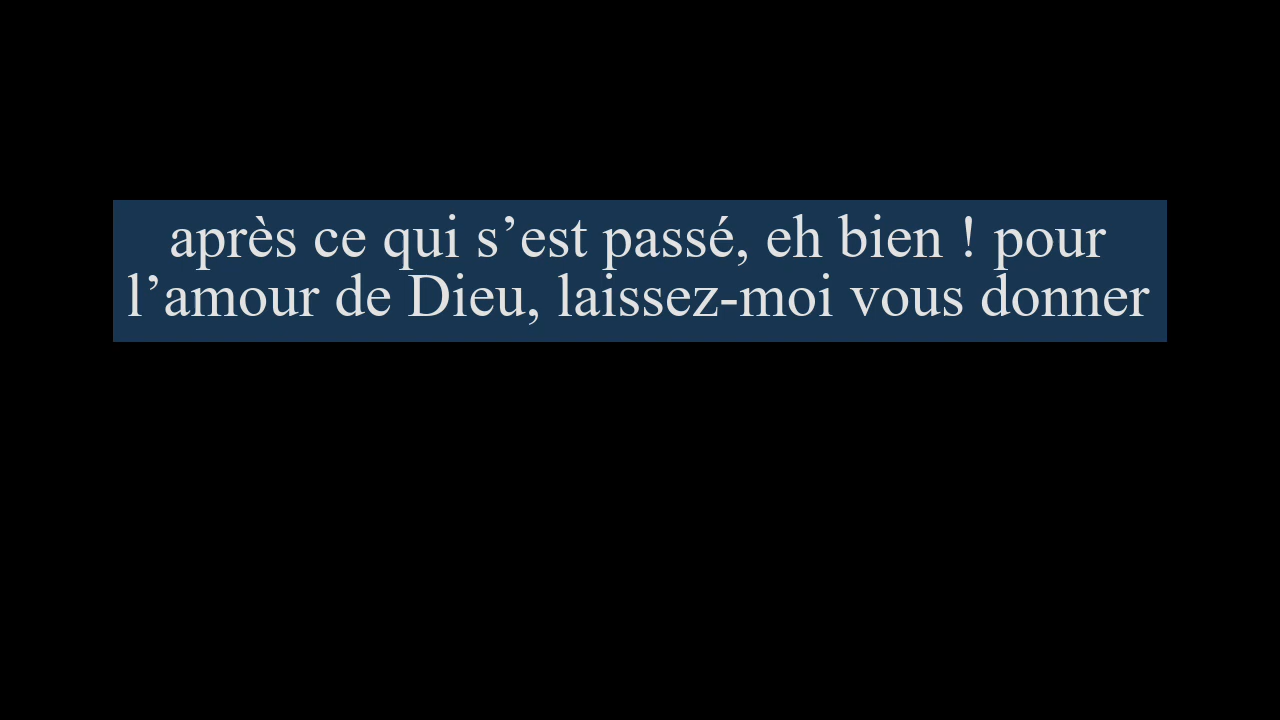 après ce qui s’est passé, eh bien ! pour
l’amour de Dieu, laissez-moi vous donner